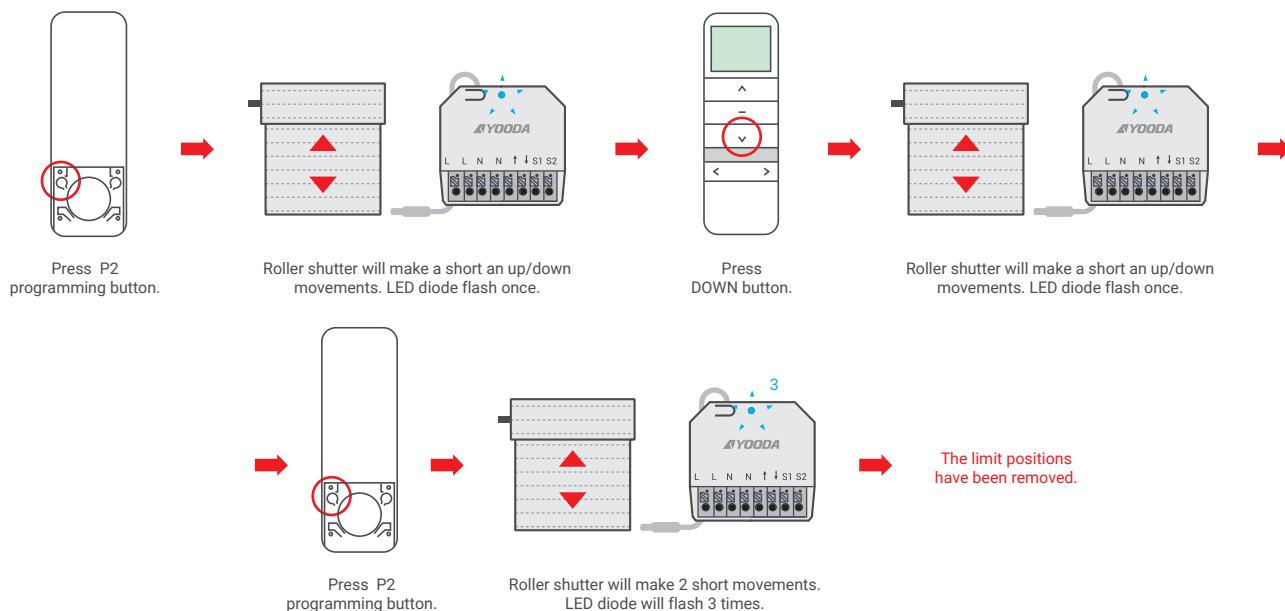 YOODA
L L N N ↑ ↓ S1 S2
YOODA
L L N N ↑ ↓ S1 S2
Press P2
programming button.
Roller shutter will make a short an up/down
movements. LED diode flash once.
Press
DOWN button.
Roller shutter will make a short an up/down
movements. LED diode flash once.
3
YOODA
L L N N ↑ ↓ S1 S2
The limit positions
have been removed.
Press P2
programming button.
Roller shutter will make 2 short movements.
LED diode will flash 3 times.